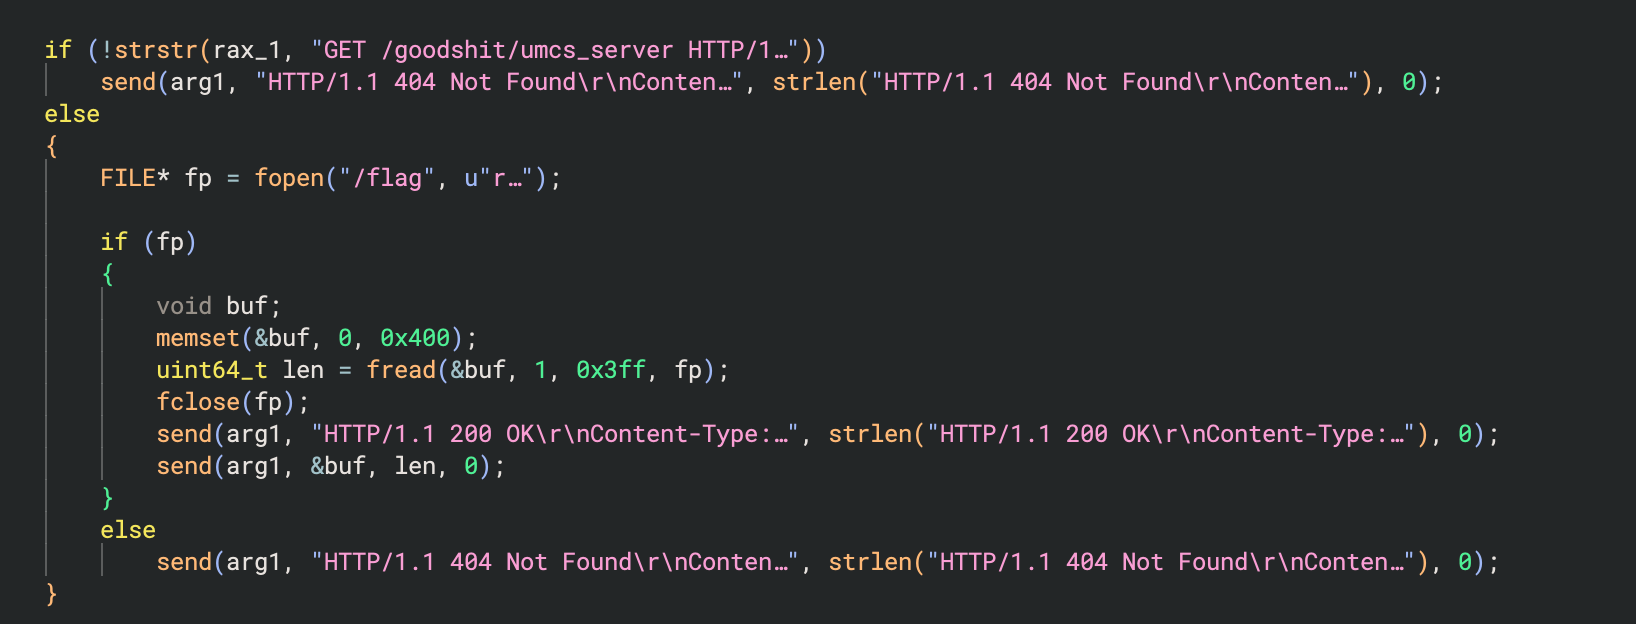 if (!strstr(rax_1, "GET /goodshit/umcs_server HTTP/1…"))
    send(arg1, "HTTP/1.1 404 Not Found\r\nConten…", strlen("HTTP/1.1 404 Not Found\r\nConten…"), 0);
else
{
    FILE* fp = fopen("/flag", u"r…");
    if (fp)
    {
        void buf;
        memset(&buf, 0, 0x400);
        uint64_t len = fread(&buf, 1, 0x3ff, fp);
        fclose(fp);
        send(arg1, "HTTP/1.1 200 OK\r\nContent-Type:…", strlen("HTTP/1.1 200 OK\r\nContent-Type:…"), 0);
        send(arg1, &buf, len, 0);
    }
    else
        send(arg1, "HTTP/1.1 404 Not Found\r\nConten…", strlen("HTTP/1.1 404 Not Found\r\nConten…"), 0);
}